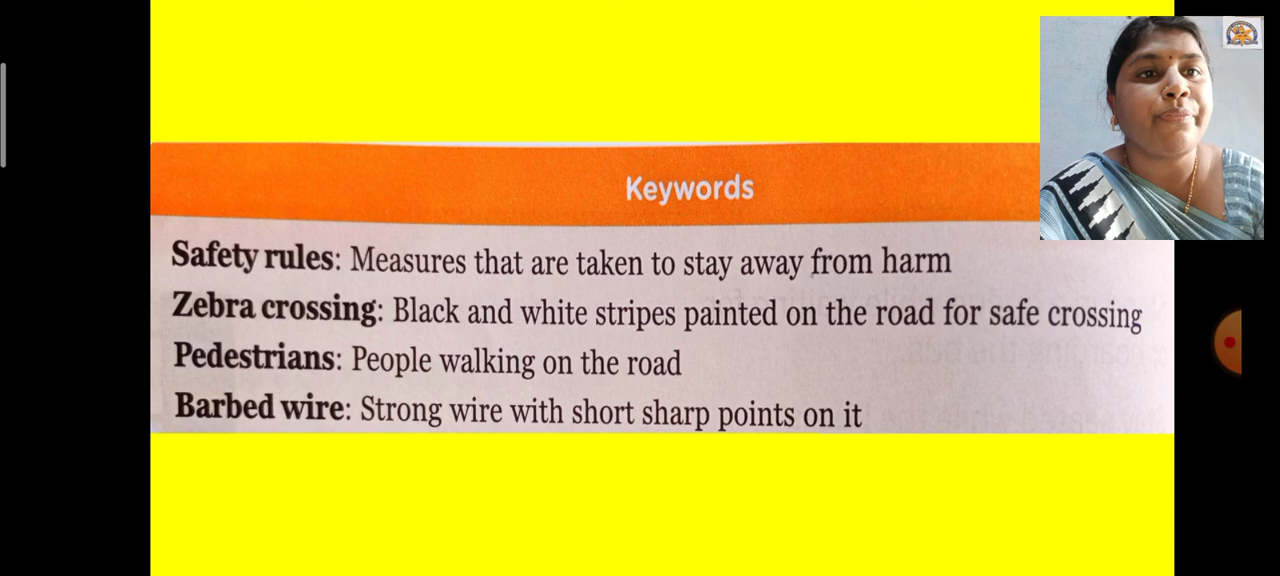 Keywords
Safety rules: Measures that are taken to stay away from harm
Zebra crossing: Black and white stripes painted on the road for safe crossing
Pedestrians: People walking on the road
Barbed wire: Strong wire with short sharp points on it